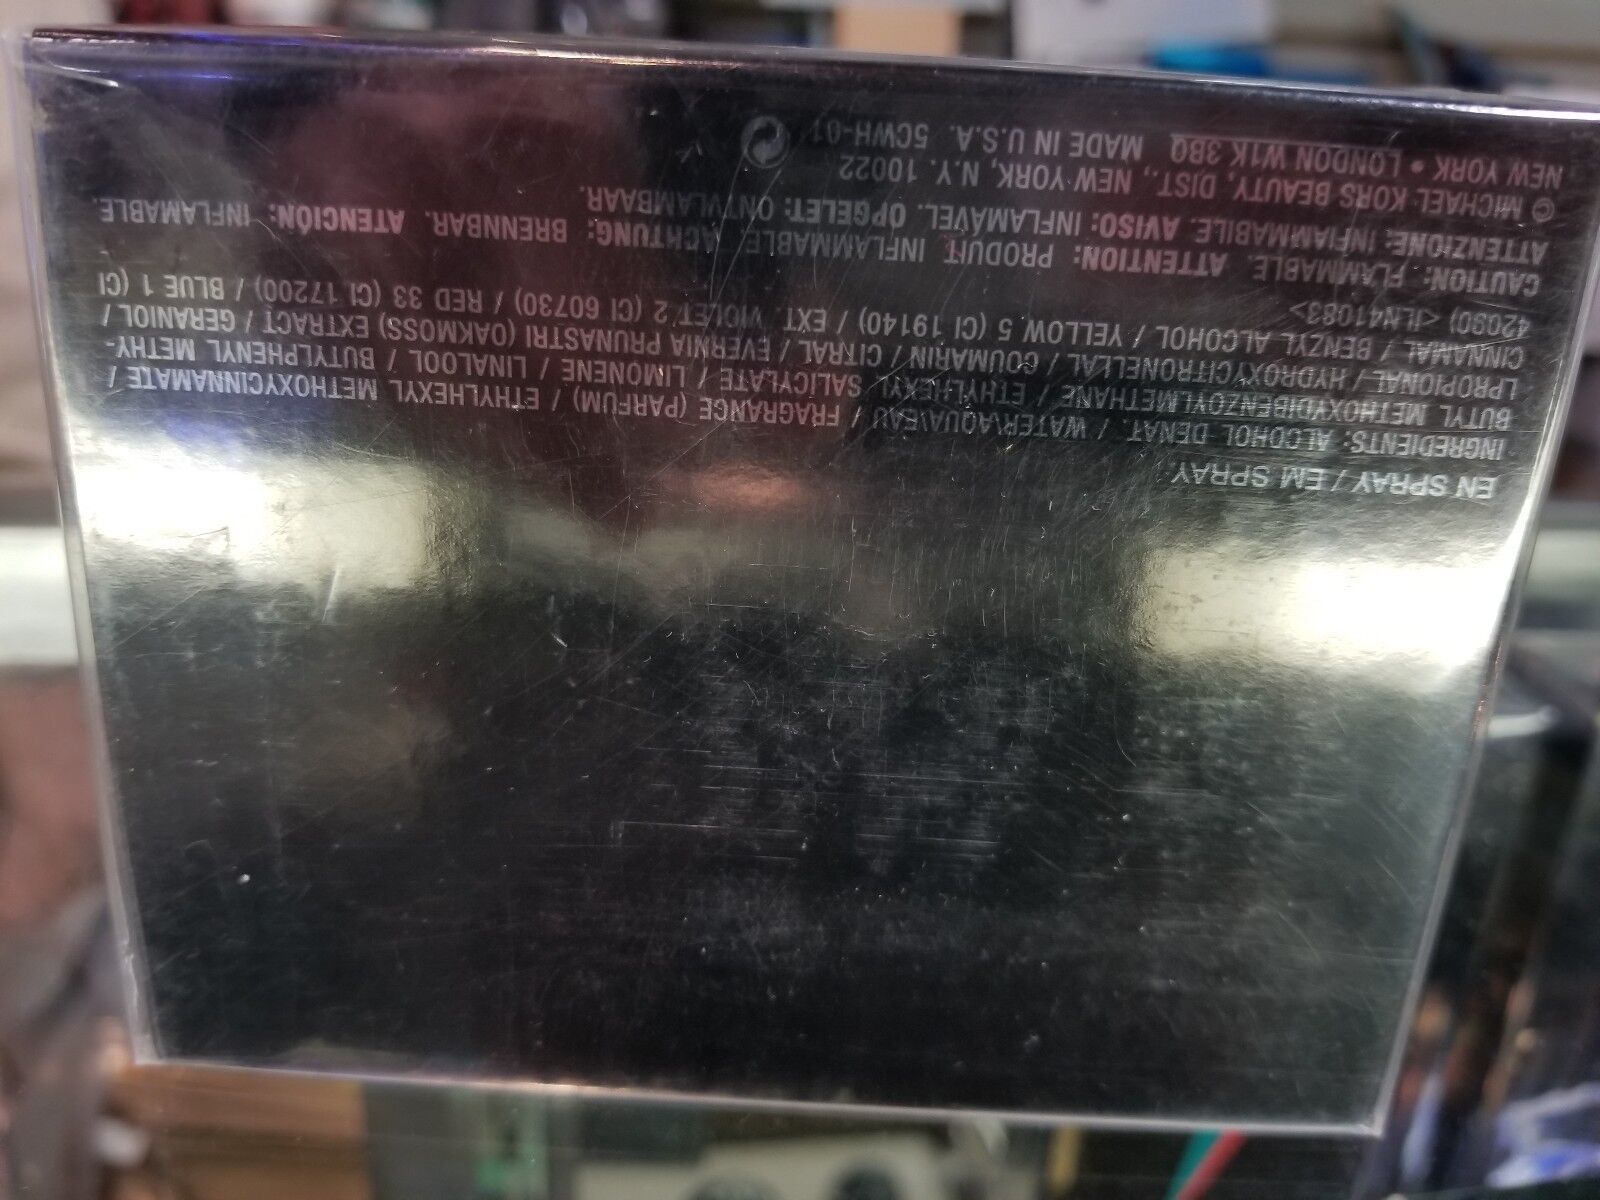 EN SPRAY / EM SPRAY
INGREDIENTS: ALCOHOL DENAT. / WATER\AQUA\EAU / FRAGRANCE (PARFUM) / ETHYLHEXYL METHOXYCINNAMATE /
BUTYL METHOXYDIBENZOYLMETHANE / ETHYLHEXYL SALICYLATE / LIMONENE / LINALOOL / BUTYLPHENYL METHY-
LPROPIONAL / HYDROXYCITRONELLAL / COUMARIN / CITRAL / EVERNIA PRUNASTRI (OAKMOSS) EXTRACT / GERANIOL /
CINNAMAL / BENZYL ALCOHOL / YELLOW 5 (CI 19140) / EXT. VIOLET 2 (CI 60730) / RED 33 (CI 17200) / BLUE 1 (CI
42090) <ILN41083>
CAUTION: FLAMMABLE. ATTENTION: PRODUIT INFLAMMABLE. ACHTUNG: BRENNBAR. ATENCIÓN: INFLAMABLE.
ATTENZIONE: INFIAMMABILE. AVISO: INFLAMÁVEL. OPGELET: ONTVLAMBAAR.
© MICHAEL KORS BEAUTY, DIST., NEW YORK, N.Y. 10022
NEW YORK • LONDON W1K 3BQ MADE IN U.S.A. 5CWH-01